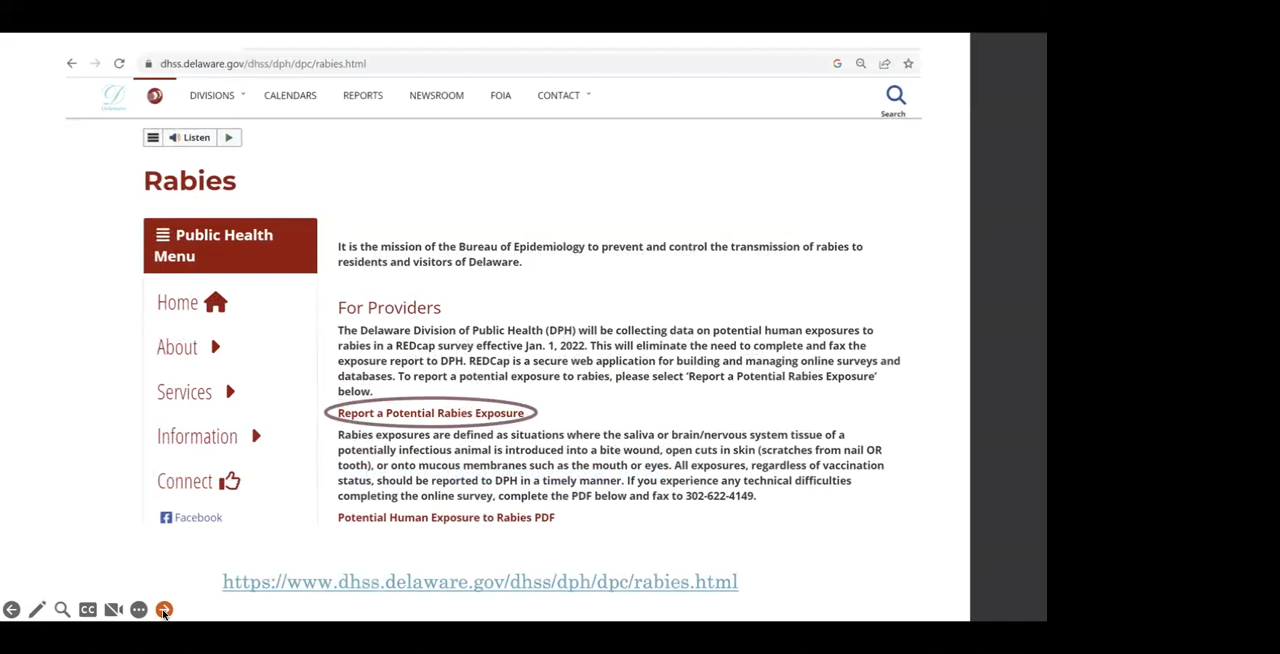 dhss.delaware.gov/dhss/dph/dpc/rabies.html
Delaware
DIVISIONS CALENDARS REPORTS NEWSROOM FOIA CONTACT
Search
Listen
Rabies
Public Health
Menu
Home
About
Services
Information
Connect
Facebook
It is the mission of the Bureau of Epidemiology to prevent and control the transmission of rabies to
residents and visitors of Delaware.
For Providers
The Delaware Division of Public Health (DPH) will be collecting data on potential human exposures to
rabies in a REDcap survey effective Jan. 1, 2022. This will eliminate the need to complete and fax the
exposure report to DPH. REDCap is a secure web application for building and managing online surveys and
databases. To report a potential exposure to rabies, please select ‘Report a Potential Rabies Exposure’
below.
Report a Potential Rabies Exposure
Rabies exposures are defined as situations where the saliva or brain/nervous system tissue of a
potentially infectious animal is introduced into a bite wound, open cuts in skin (scratches from nail OR
tooth), or onto mucous membranes such as the mouth or eyes. All exposures, regardless of vaccination
status, should be reported to DPH in a timely manner. If you experience any technical difficulties
completing the online survey, complete the PDF below and fax to 302-622-4149.
Potential Human Exposure to Rabies PDF
https://www.dhss.delaware.gov/dhss/dph/dpc/rabies.html
CC